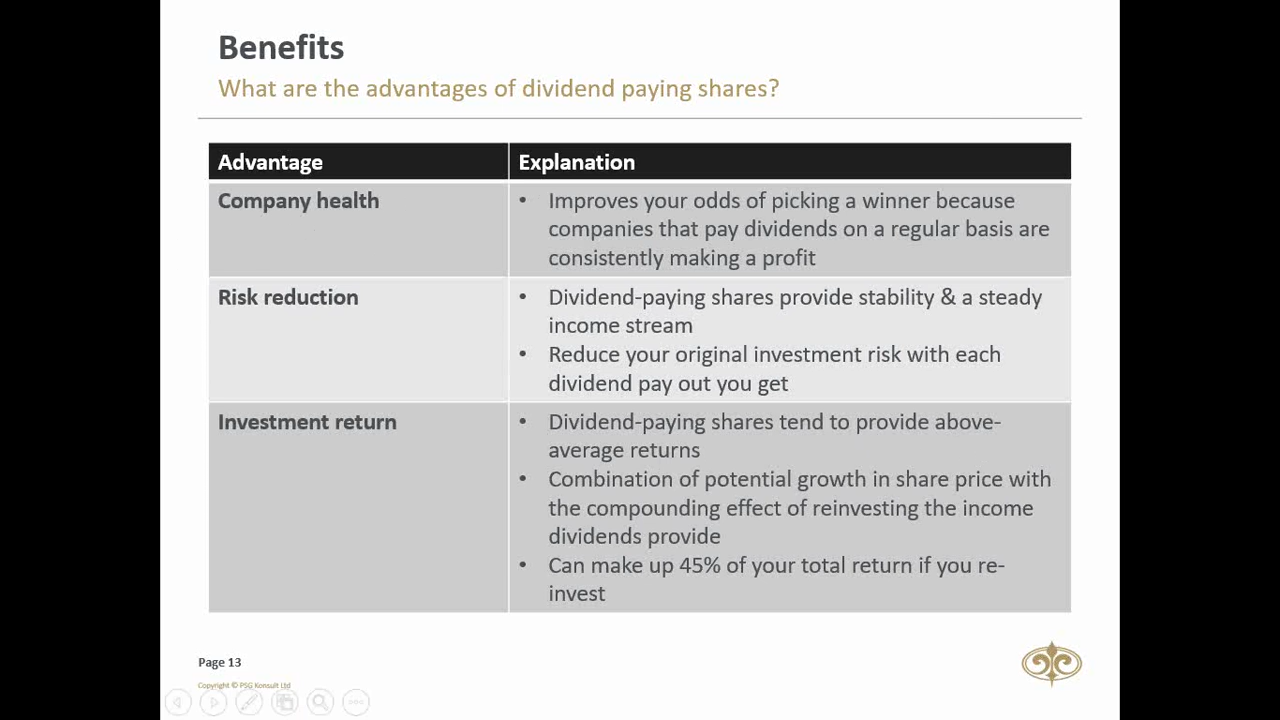 Benefits
What are the advantages of dividend paying shares?
Advantage
Explanation
Company health
• Improves your odds of picking a winner because
companies that pay dividends on a regular basis are
consistently making a profit
Risk reduction
• Dividend-paying shares provide stability & a steady
income stream
• Reduce your original investment risk with each
dividend pay out you get
Investment return
• Dividend-paying shares tend to provide above-
average returns
• Combination of potential growth in share price with
the compounding effect of reinvesting the income
dividends provide
• Can make up 45% of your total return if you re-
invest
Page 13
Copyright © PSG Konsult Ltd